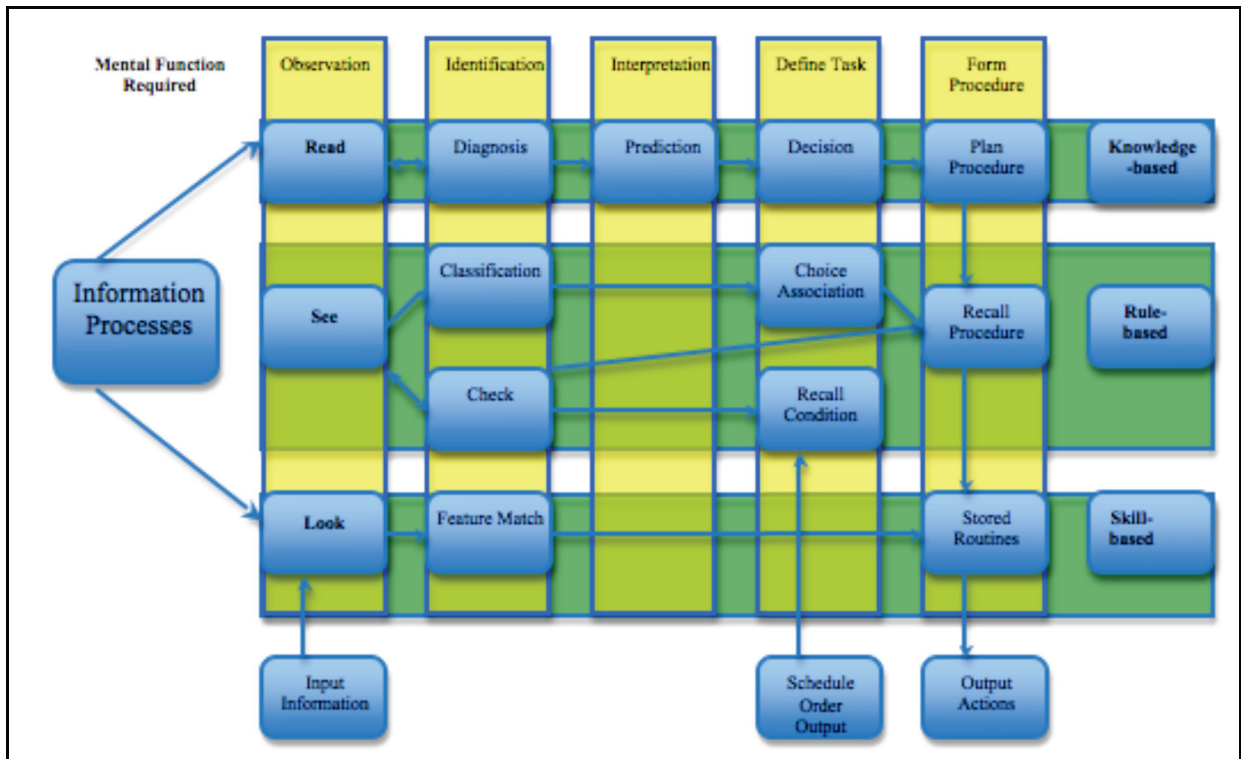 Mental Function
Required
Observation
Identification
Interpretation
Define Task
Form
Procedure
Read
Diagnosis
Prediction
Decision
Plan
Procedure
Knowledge
-based
Information
Processes
See
Classification
Choice
Association
Recall
Procedure
Rule-
based
Check
Recall
Condition
Look
Feature Match
Stored
Routines
Skill-
based
Input
Information
Schedule
Order
Output
Output
Actions